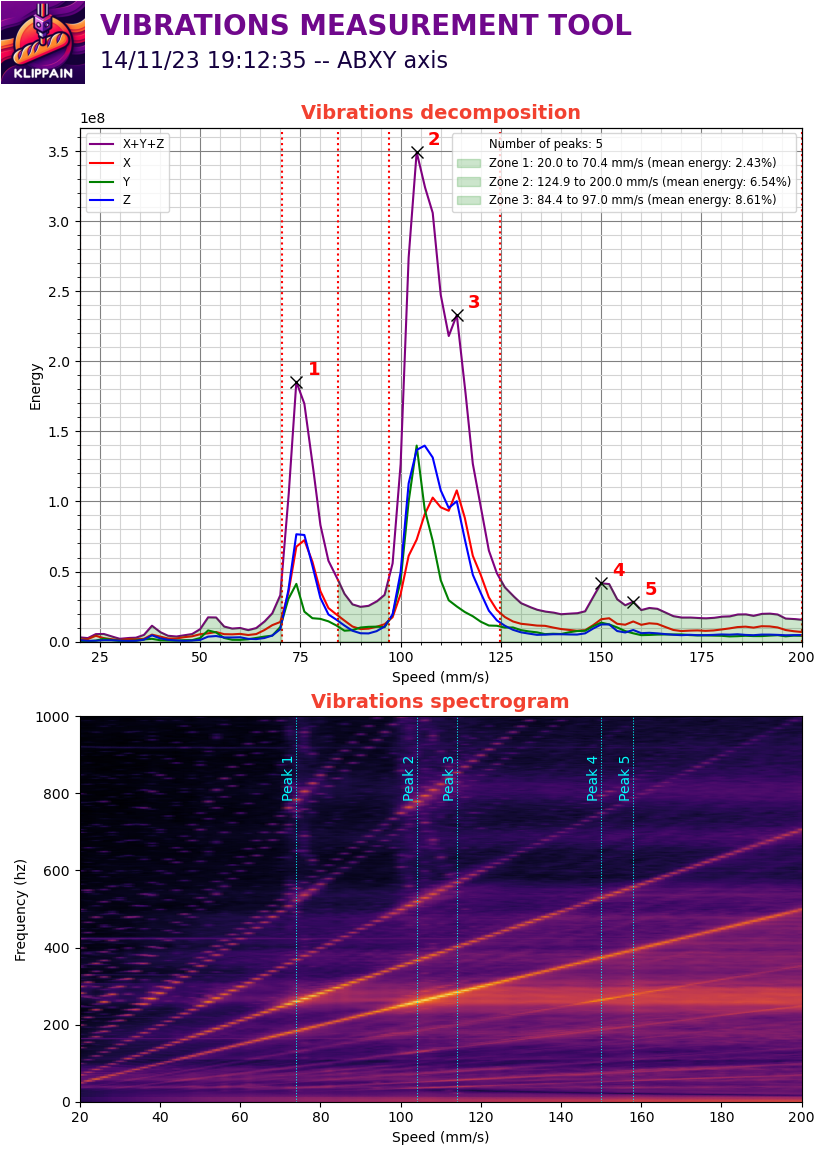 VIBRATIONS MEASUREMENT TOOL
14/11/23 19:12:35 -- ABXY axis
KLIPPAIN
Vibrations decomposition
1e8
X+Y+Z
X
Y
Z
Number of peaks: 5
Zone 1: 20.0 to 70.4 mm/s (mean energy: 2.43%)
Zone 2: 124.9 to 200.0 mm/s (mean energy: 6.54%)
Zone 3: 84.4 to 97.0 mm/s (mean energy: 8.61%)
2
3
1
4
5
3.5
3.0
2.5
2.0
1.5
1.0
0.5
0.0
Energy
25 50 75 100 125 150 175 200
Speed (mm/s)
Vibrations spectrogram
1000
800
600
400
200
0
Frequency (hz)
Peak 1
Peak 2
Peak 3
Peak 4
Peak 5
20 40 60 80 100 120 140 160 180 200
Speed (mm/s)